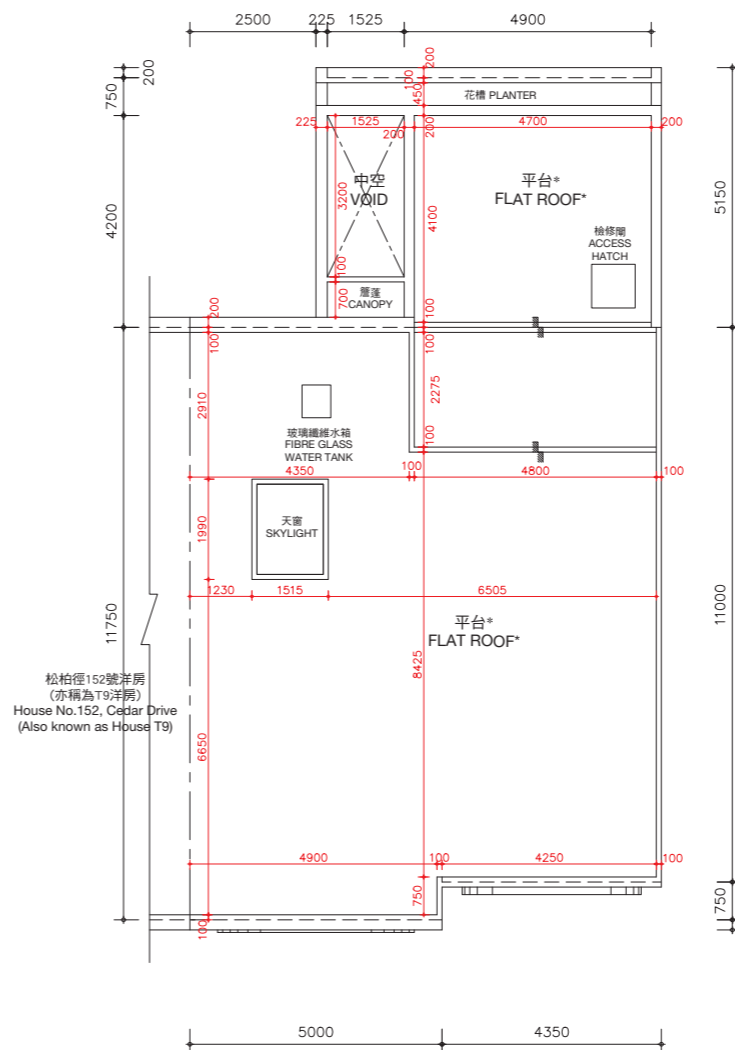 2500
225
1525
4900
200
750
200
100
450
花槽 PLANTER
225
1525
200
200
4700
200
中空
VOID
平台*
FLAT ROOF*
3200
4100
4200
5150
檢修閘
ACCESS
HATCH
100
700
簷蓬
CANOPY
200
100
100
100
2275
2910
玻璃纖維水箱
FIBRE GLASS
WATER TANK
100
4350
100
4800
100
1990
天窗
SKYLIGHT
1230
1515
6505
11750
11000
平台*
FLAT ROOF*
8425
松柏徑152號洋房
(亦稱為T9洋房)
House No.152, Cedar Drive
(Also known as House T9)
6650
4900
100
4250
100
750
750
100
5000
4350